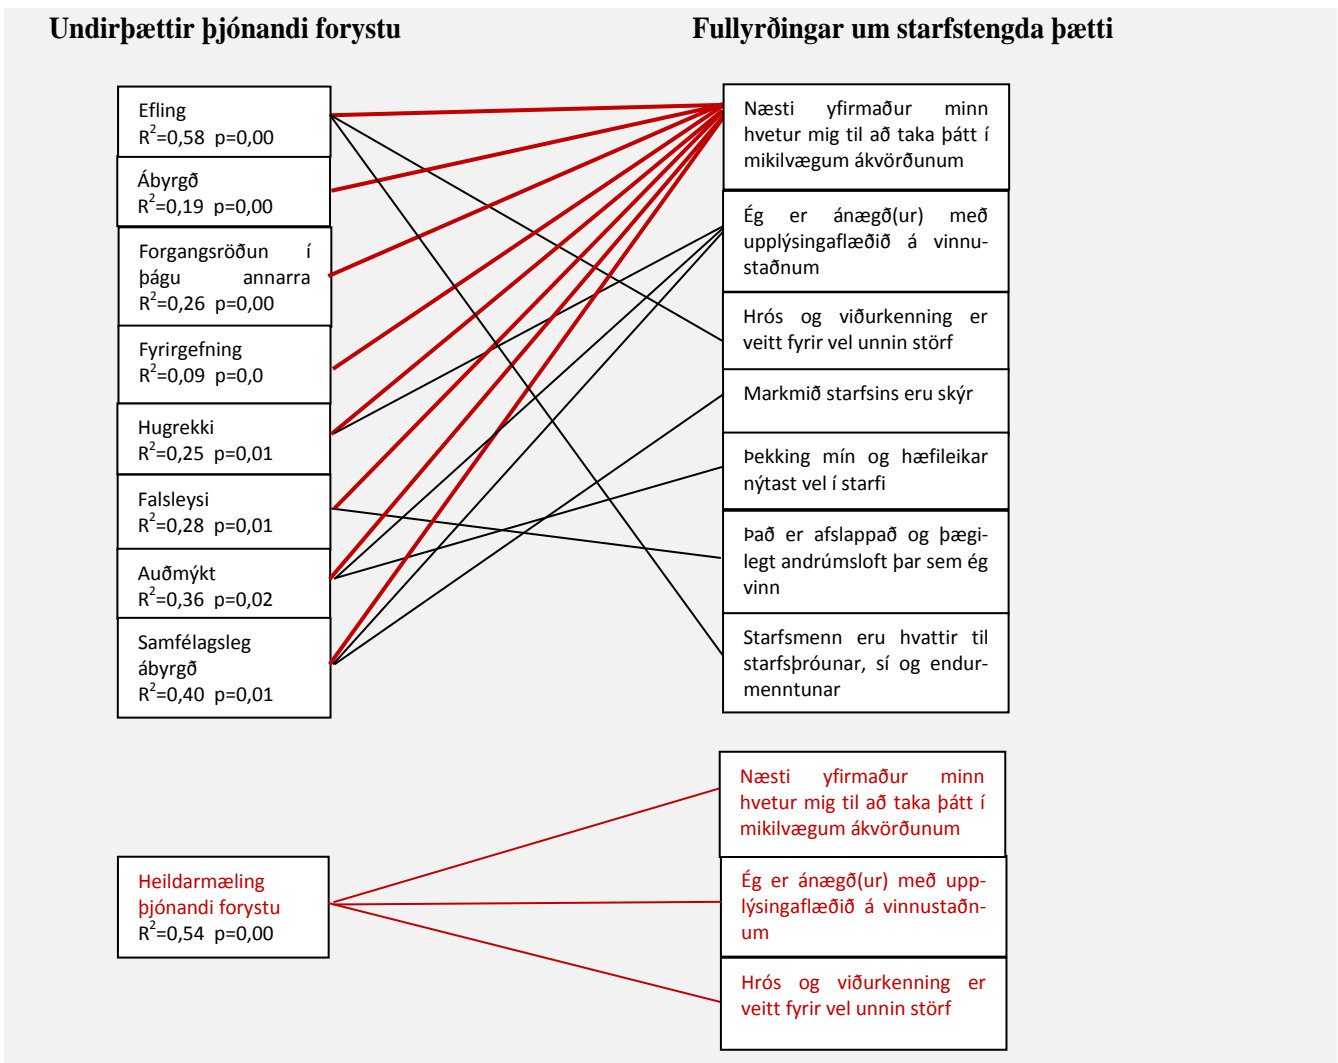 Undirþættir þjónandi forystu
Fullyrðingar um starfstengda þætti
Efling
R²=0,58 p=0,00
Ábyrgð
R²=0,19 p=0,00
Forgangsröðun í
þágu annarra
R²=0,26 p=0,00
Fyrirgefning
R²=0,09 p=0,0
Hugrekki
R²=0,25 p=0,01
Falsleysi
R²=0,28 p=0,01
Auðmýkt
R²=0,36 p=0,02
Samfélagsleg
ábyrgð
R²=0,40 p=0,01
Næsti yfirmaður minn
hvetur mig til að taka þátt í
mikilvægum ákvörðunum
Ég er ánægð(ur) með
upplýsingaflæðið á vinnu-
staðnum
Hrós og viðurkenning er
veitt fyrir vel unnin störf
Markmið starfsins eru skýr
Þekking mín og hæfileikar
nýtast vel í starfi
Það er afslappað og þægi-
legt andrúmsloft þar sem ég
vinn
Starfsmenn eru hvattir til
starfsþróunar, sí og endur-
menntunar
Heildarmæling
þjónandi forystu
R²=0,54 p=0,00
Næsti yfirmaður minn
hvetur mig til að taka þátt í
mikilvægum ákvörðunum
Ég er ánægð(ur) með upp-
lýsingaflæðið á vinnustaðn-
um
Hrós og viðurkenning er
veitt fyrir vel unnin störf